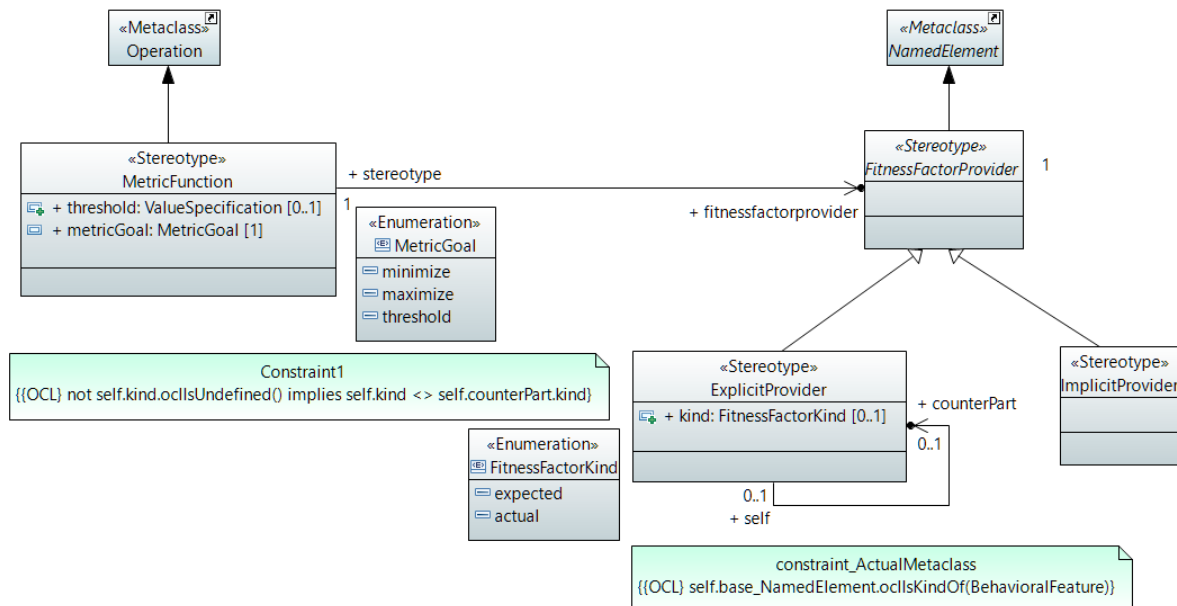 «Metaclass»
Operation
«Metaclass»
NamedElement
«Stereotype»
MetricFunction
+ threshold: ValueSpecification [0..1]
+ metricGoal: MetricGoal [1]
+ stereotype
1
+ fitnessfactorprovider
«Stereotype»
FitnessFactorProvider
1
«Enumeration»
MetricGoal
minimize
maximize
threshold
Constraint1
{{OCL} not self.kind.oclIsUndefined() implies self.kind <> self.counterPart.kind}
«Stereotype»
ExplicitProvider
+ kind: FitnessFactorKind [0..1]
+ counterPart
0..1
0..1
+ self
«Stereotype»
ImplicitProvider
«Enumeration»
FitnessFactorKind
expected
actual
constraint_ActualMetaclass
{{OCL} self.base_NamedElement.oclIsKindOf(BehavioralFeature)}